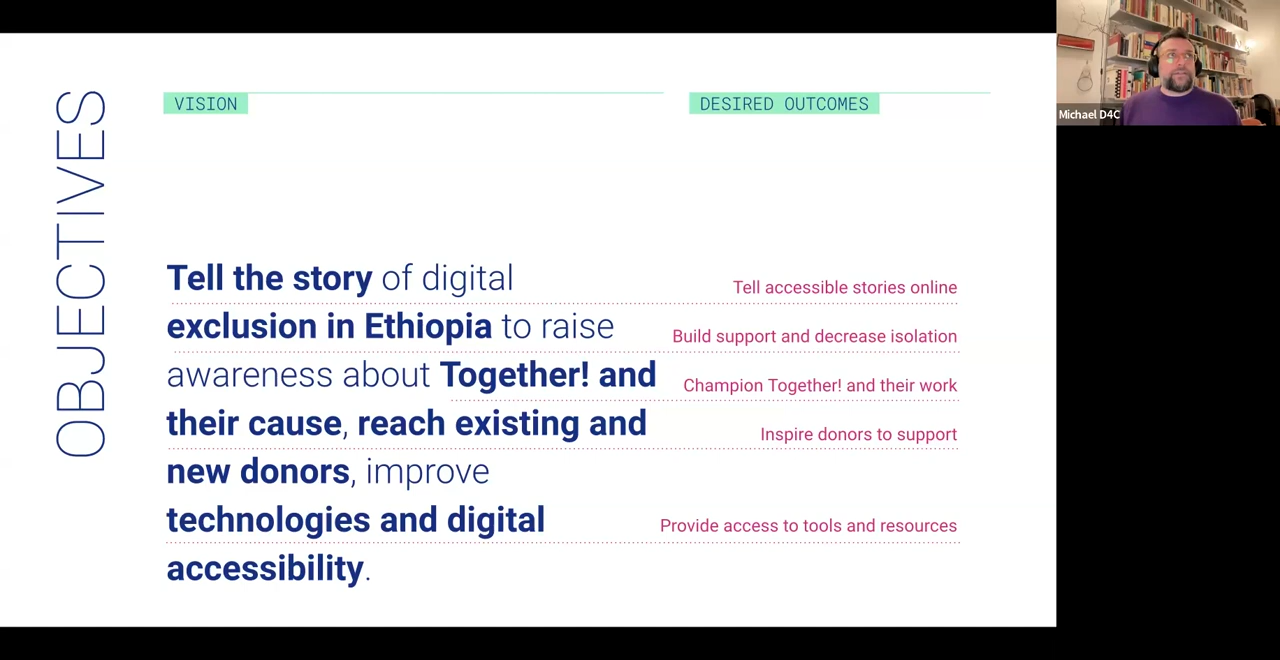 OBJECTIVES
VISION
DESIRED OUTCOMES
Tell the story of digital
exclusion in Ethiopia to raise
awareness about Together! and
their cause, reach existing and
new donors, improve
technologies and digital
accessibility.
Tell accessible stories online
Build support and decrease isolation
Champion Together! and their work
Inspire donors to support
Provide access to tools and resources
Michael D4C